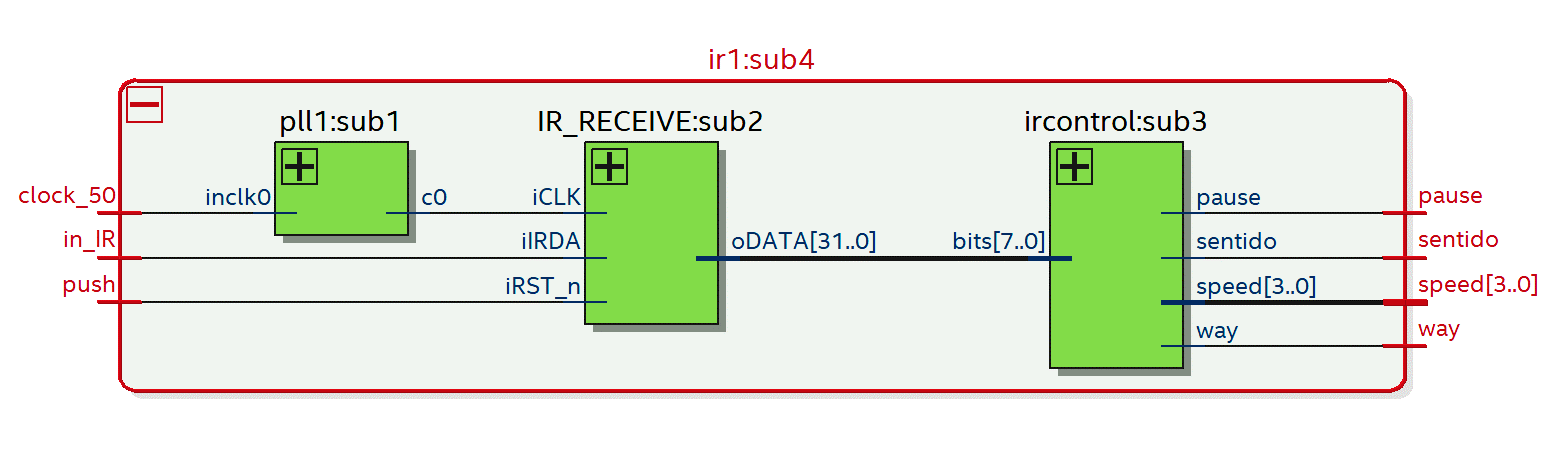 ir1:sub4
pll1:sub1 IR_RECEIVE:sub2 ircontrol:sub3
clock_50 inclk0 c0 iCLK pause pause
in_IR iIRDA oDATA[31..0] bits[7..0] sentido sentido
push iRST_n speed[3..0] speed[3..0]
way way